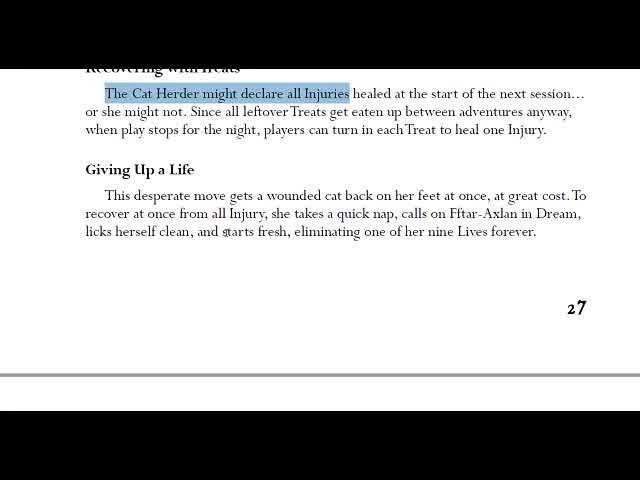 Recovering with Treats
The Cat Herder might declare all Injuries healed at the start of the next session…
or she might not. Since all leftover Treats get eaten up between adventures anyway,
when play stops for the night, players can turn in each Treat to heal one Injury.
Giving Up a Life
This desperate move gets a wounded cat back on her feet at once, at great cost. To
recover at once from all Injury, she takes a quick nap, calls on Fftar-Axlan in Dream,
licks herself clean, and starts fresh, eliminating one of her nine Lives forever.
27